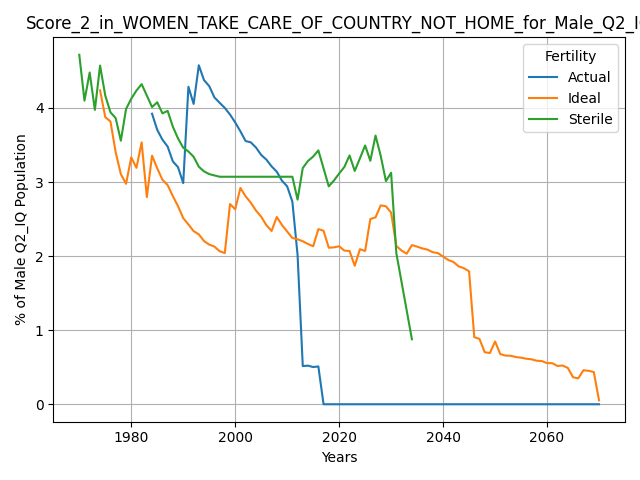 Score_2_in_WOMEN_TAKE_CARE_OF_COUNTRY_NOT_HOME_for_Male_Q2_I
Fertility
Actual
Ideal
Sterile
% of Male Q2_IQ Population
4
3
2
1
0
1980 2000 2020 2040 2060
Years